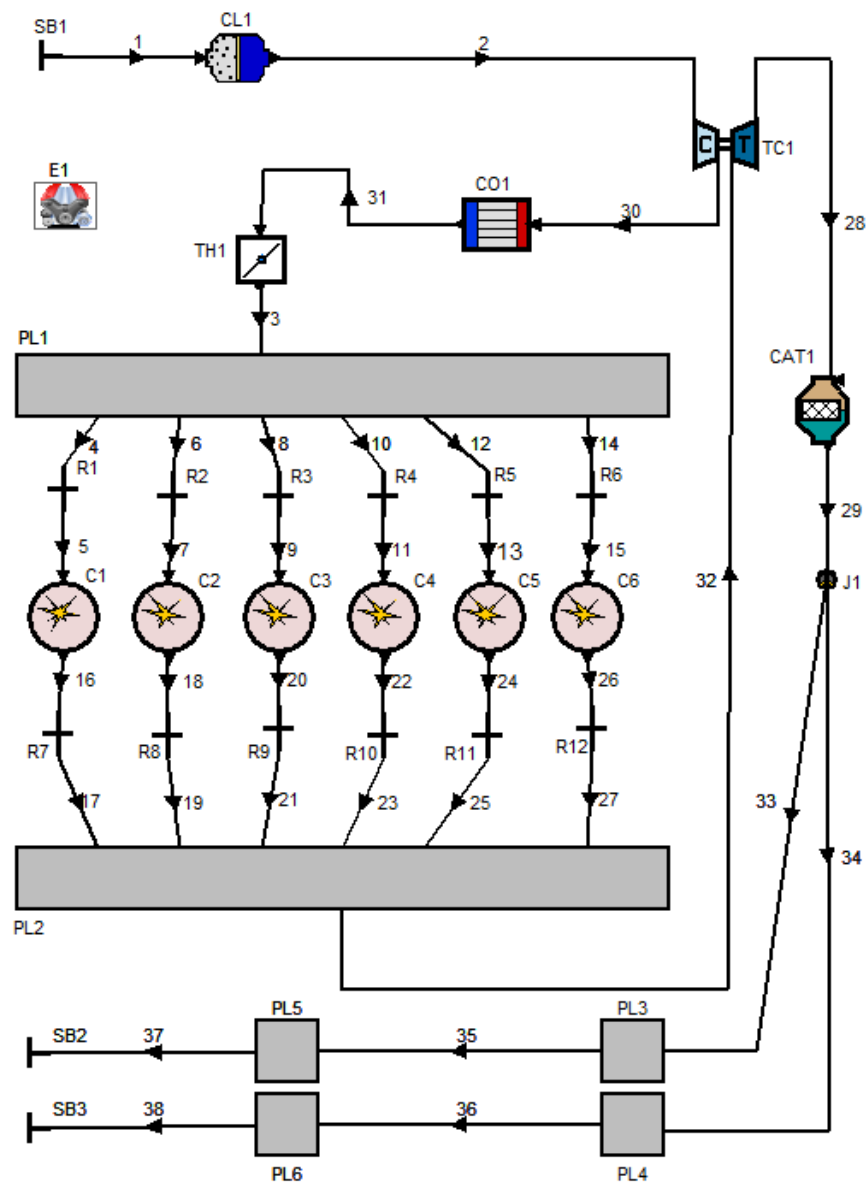 SB1 1 CL1 2
C T TC1
E1 31 CO1 30 28
TH1
3
PL1 CAT1
4 6 8 10 12 14
R1 R2 R3 R4 R5 R6
29
5 7 9 11 13 15
C1 C2 C3 C4 C5 C6 32 J1
16 18 20 22 24 26
R7 R8 R9 R10 R11 R12
17 19 21 23 25 27 33
34
PL2
PL5 PL3
SB2 37 35
SB3 38 36
PL6 PL4